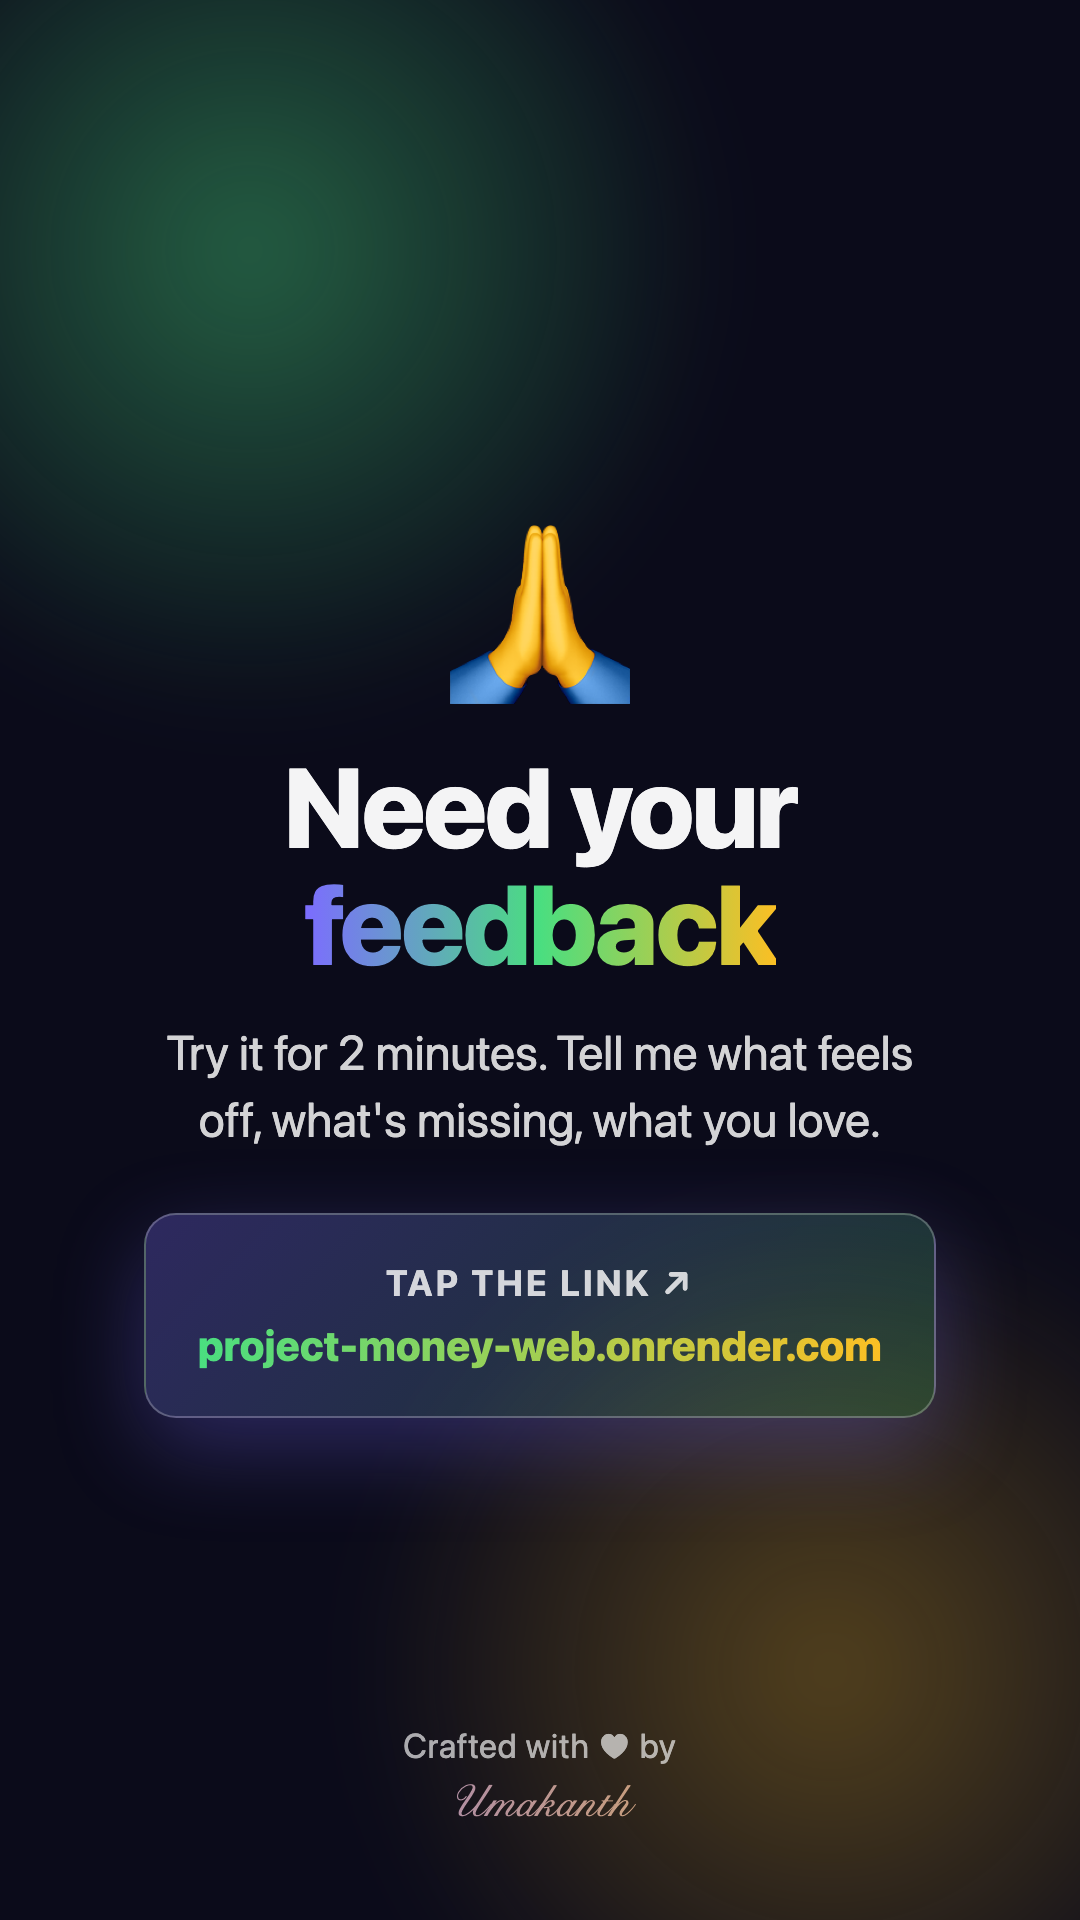 Need your
feedback
Try it for 2 minutes. Tell me what feels
off, what's missing, what you love.
TAP THE LINK ↗
project-money-web.onrender.com
Crafted with ♥ by
Umakanth